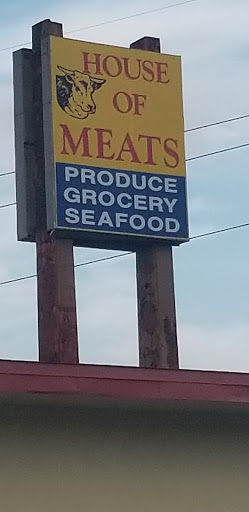 HOUSE
OF
MEATS
PRODUCE
GROCERY
SEAFOOD